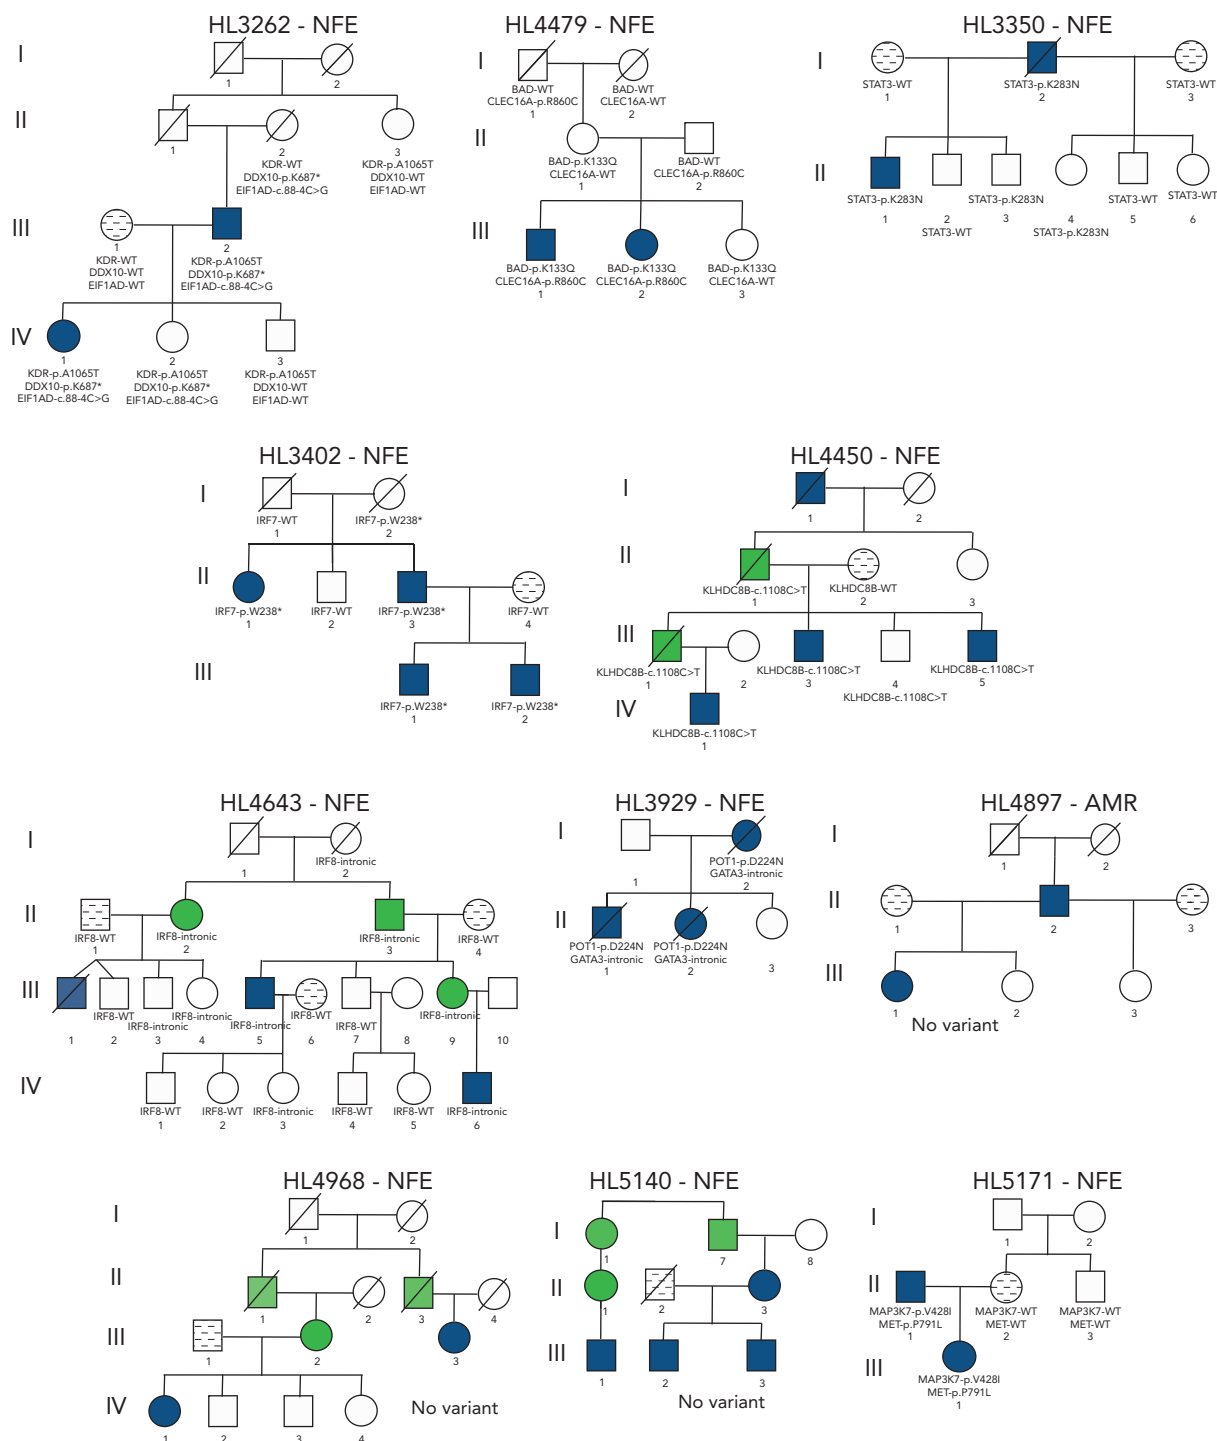 HL3262 - NFE
I
1
2
II
1
2
KDR-WT
DDX10-p.K687*
EIF1AD-c.88-4C>G
3
KDR-p.A1065T
DDX10-WT
EIF1AD-WT
III
1
KDR-WT
DDX10-WT
EIF1AD-WT
2
KDR-p.A1065T
DDX10-p.K687*
EIF1AD-c.88-4C>G
IV
1
KDR-p.A1065T
DDX10-p.K687*
EIF1AD-c.88-4C>G
2
KDR-p.A1065T
DDX10-p.K687*
EIF1AD-c.88-4C>G
3
KDR-p.A1065T
DDX10-WT
EIF1AD-WT
HL4479 - NFE
I
BAD-WT
CLEC16A-p.R860C
1
BAD-WT
CLEC16A-WT
2
II
BAD-p.K133Q
CLEC16A-WT
1
BAD-WT
CLEC16A-p.R860C
2
III
BAD-p.K133Q
CLEC16A-p.R860C
1
BAD-p.K133Q
CLEC16A-p.R860C
2
BAD-p.K133Q
CLEC16A-WT
3
HL3350 - NFE
I
STAT3-WT
1
STAT3-p.K283N
2
STAT3-WT
3
II
STAT3-p.K283N
1
2
STAT3-WT
STAT3-p.K283N
3
4
STAT3-p.K283N
STAT3-WT
5
STAT3-WT
6
HL3402 - NFE
I
IRF7-WT
1
IRF7-p.W238*
2
II
IRF7-p.W238*
1
IRF7-WT
2
IRF7-p.W238*
3
IRF7-WT
4
III
IRF7-p.W238*
1
IRF7-p.W238*
2
HL4450 - NFE
I
1
2
II
KLHDC8B-c.1108C>T
1
KLHDC8B-WT
2
3
III
KLHDC8B-c.1108C>T
1
2
KLHDC8B-c.1108C>T
3
4
KLHDC8B-c.1108C>T
KLHDC8B-c.1108C>T
5
IV
KLHDC8B-c.1108C>T
1
HL4643 - NFE
I
1
IRF8-intronic
2
II
IRF8-WT
1
IRF8-intronic
2
IRF8-intronic
3
IRF8-WT
4
III
1
IRF8-WT
2
IRF8-intronic
3
IRF8-intronic
4
IRF8-intronic
5
IRF8-WT
6
IRF8-WT
7
8
IRF8-intronic
9
10
IV
IRF8-WT
1
IRF8-WT
2
IRF8-intronic
3
IRF8-WT
4
IRF8-WT
5
IRF8-intronic
6
HL3929 - NFE
I
1
POT1-p.D224N
GATA3-intronic
2
II
POT1-p.D224N
GATA3-intronic
1
POT1-p.D224N
GATA3-intronic
2
3
HL4897 - AMR
I
1
2
II
1
2
3
III
1
2
3
No variant
HL4968 - NFE
I
1
2
II
1
2
3
4
III
1
2
3
IV
1
2
3
4
No variant
HL5140 - NFE
I
1
7
8
II
1
2
3
III
1
2
3
No variant
HL5171 - NFE
I
1
2
II
MAP3K7-p.V428I
MET-p.P791L
1
MAP3K7-WT
MET-WT
2
MAP3K7-WT
MET-WT
3
III
MAP3K7-p.V428I
MET-p.P791L
1